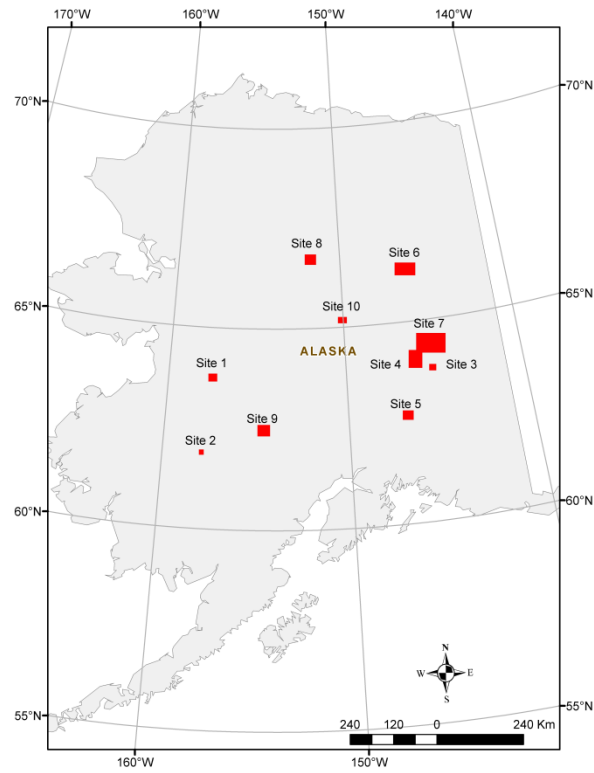 170°W 160°W 150°W 140°W
70°N 70°N
Site 8 Site 6
65°N Site 10 65°N
Site 7
ALASKA
Site 1 Site 4 Site 3
Site 5
Site 9
Site 2
60°N 60°N
N
W E
S
55°N 55°N
240 120 0 240 Km
160°W 150°W